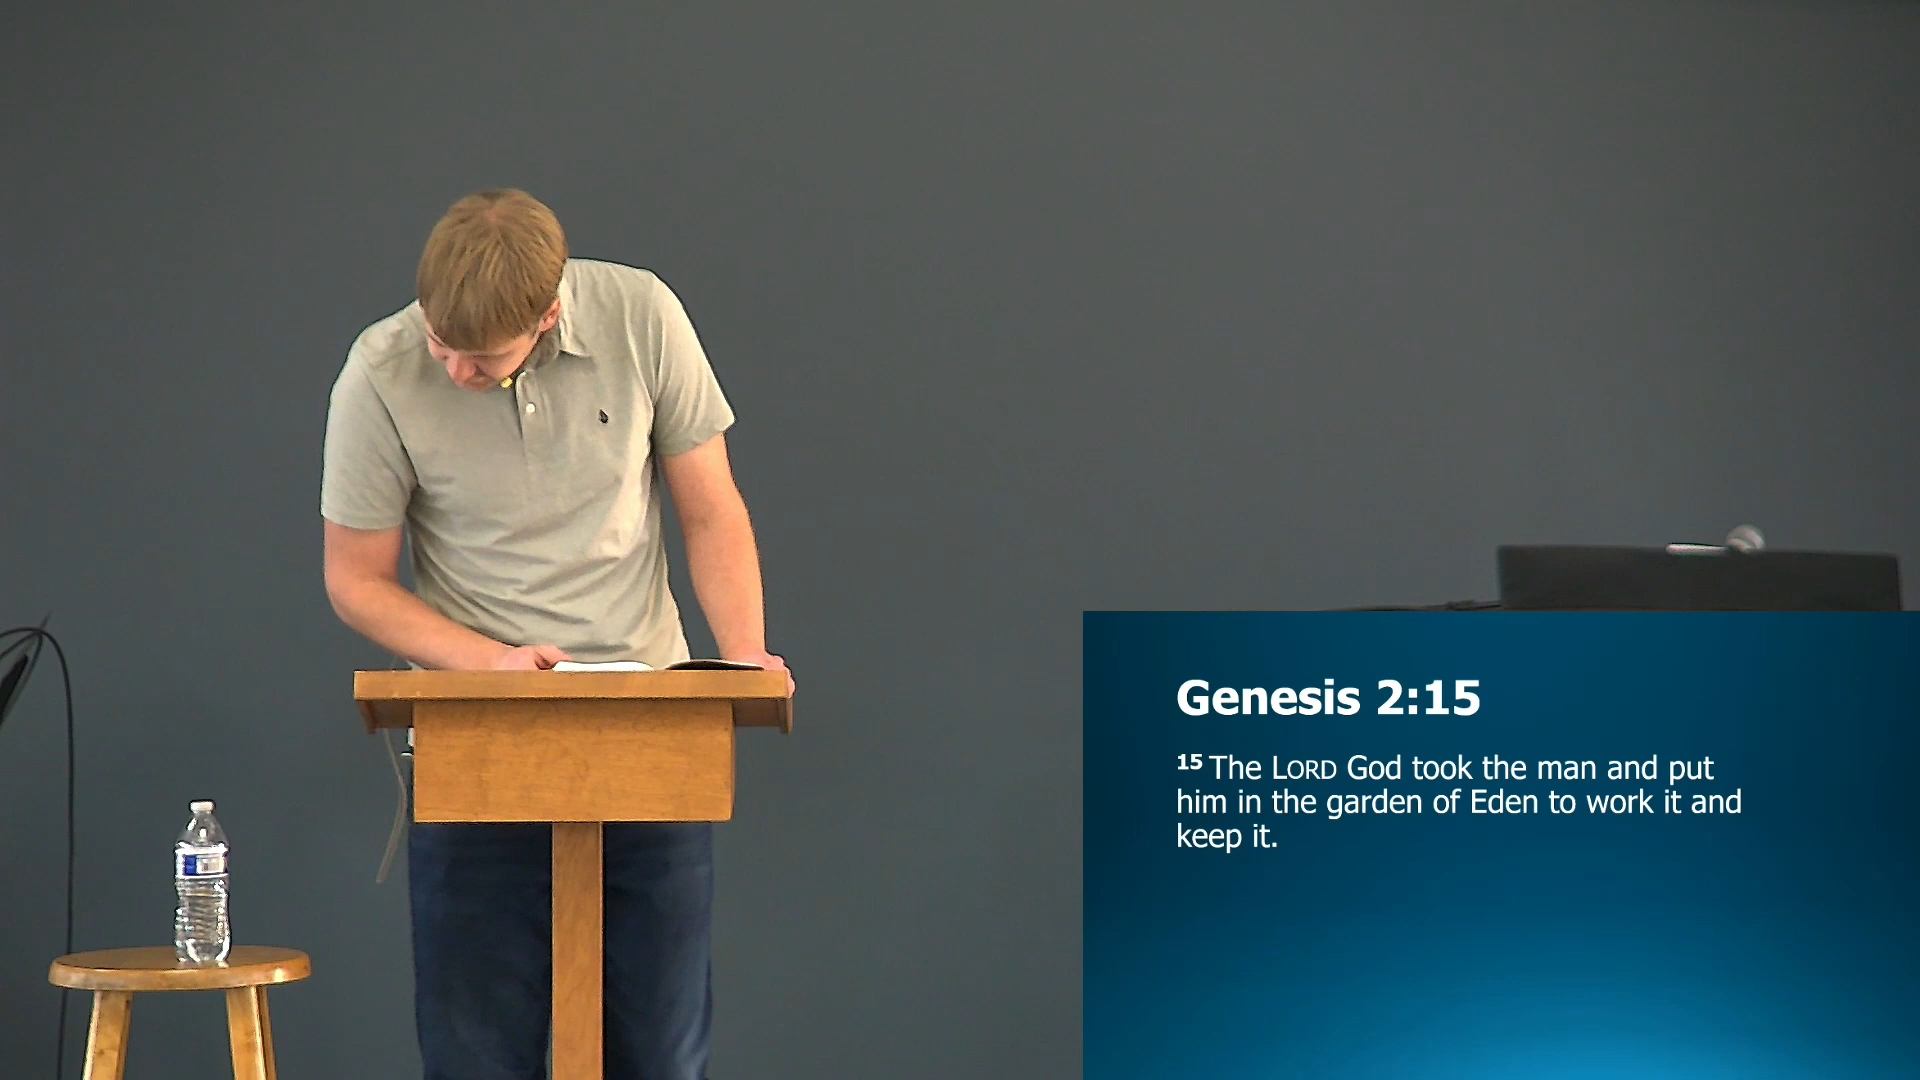 Genesis 2:15
15 The LORD God took the man and put
him in the garden of Eden to work it and
keep it.